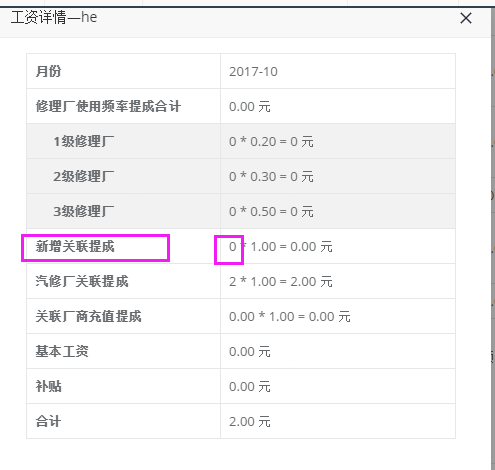 工资详情—he
月份 2017-10
修理厂使用频率提成合计 0.00 元
1级修理厂 0 * 0.20 = 0 元
2级修理厂 0 * 0.30 = 0 元
3级修理厂 0 * 0.50 = 0 元
新增关联提成 0 * 1.00 = 0.00 元
汽修厂关联提成 2 * 1.00 = 2.00 元
关联厂商充值提成 0.00 * 1.00 = 0.00 元
基本工资 0.00 元
补贴 0.00 元
合计 2.00 元